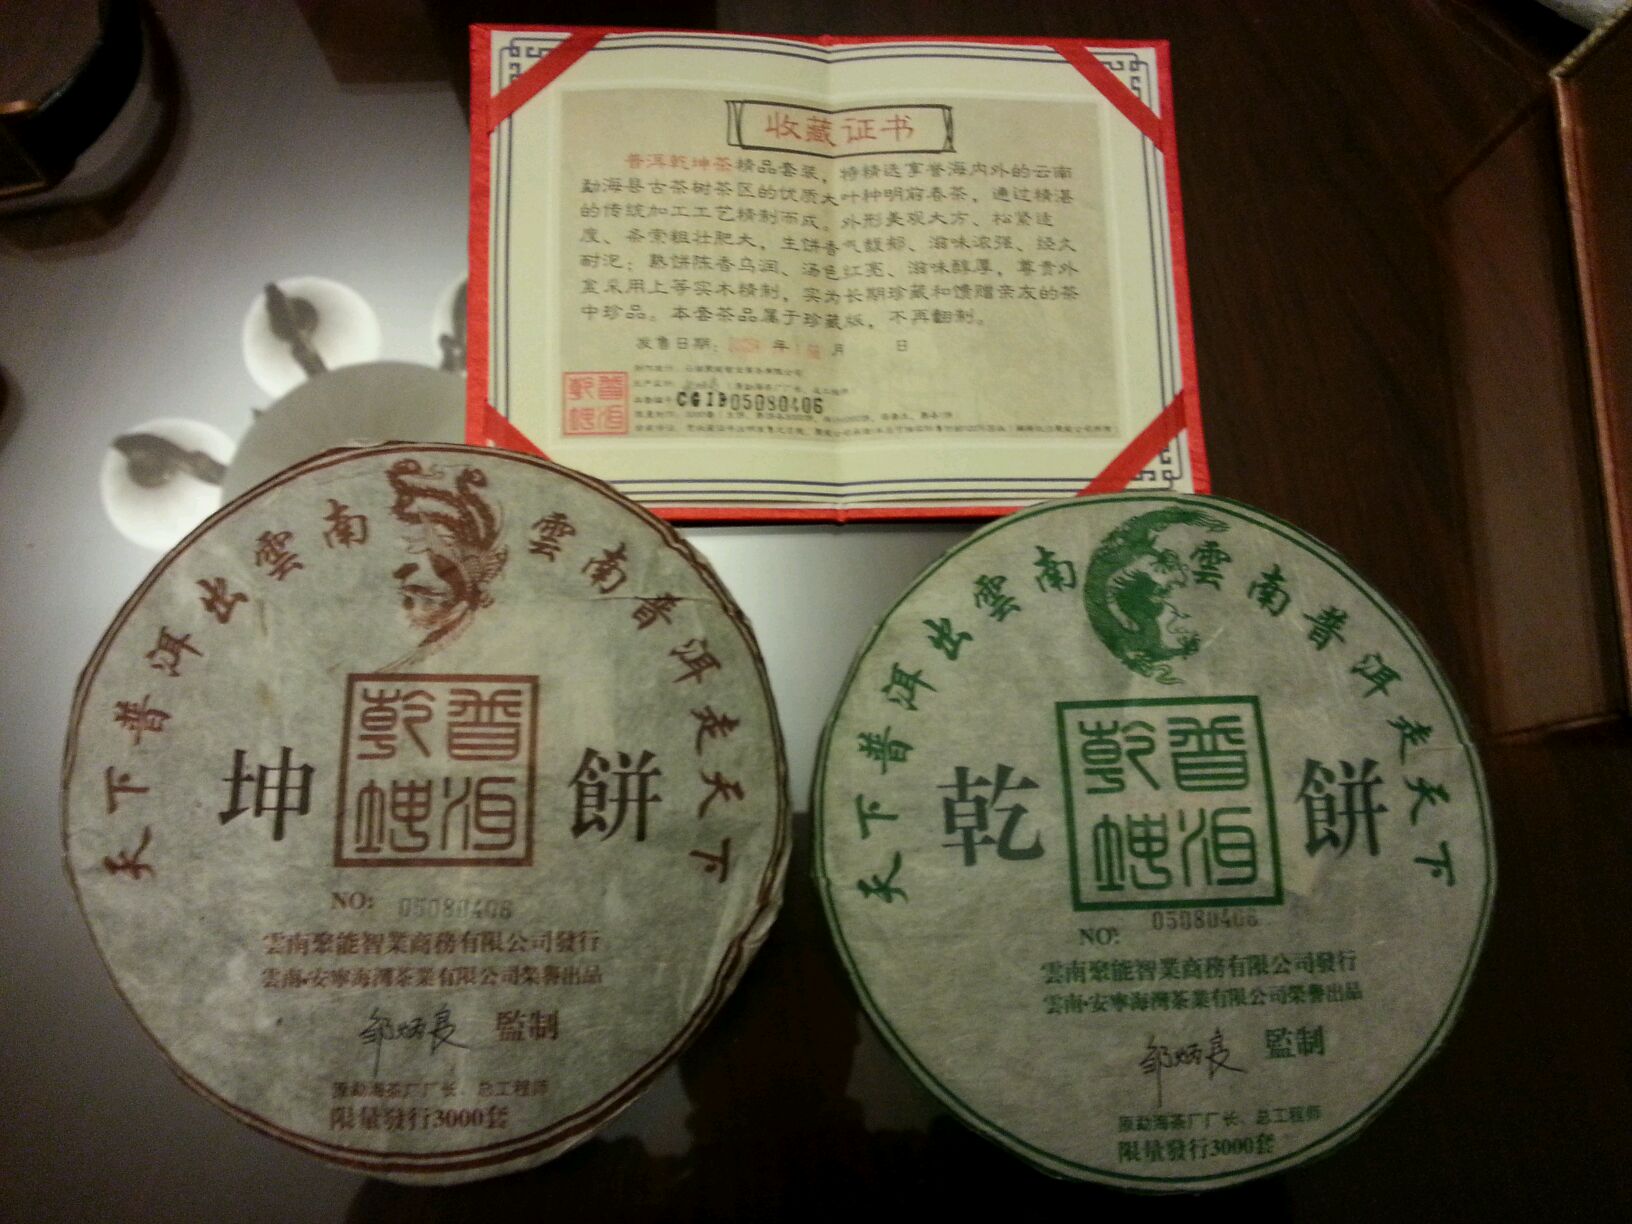 收藏证书
普洱乾坤茶精品套装，特精选享誉海内外的云南
勐海县古茶树茶区的优质大叶种明前春茶，通过精湛
的传统加工工艺精制而成。外形美观大方、松紧适
度、条索粗壮肥大，生饼香气馥郁、滋味浓强、经久
耐泡；熟饼陈香乌润、汤色红亮、滋味醇厚，尊贵外
盒采用上等实木精制，实为长期珍藏和馈赠亲友的茶
中珍品。本套茶品属于珍藏版，不再翻制。
发售日期： 年 月 日
CGID05080406
普洱乾坤
天下普洱出雲南
雲南普洱走天下
坤
普洱乾坤
餅
NO: 05080406
雲南聚能智業商務有限公司發行
雲南·安寧海灣茶業有限公司榮譽出品
邹炳良 監制
原勐海茶厂厂长、总工程师
限量發行3000套
天下普洱出雲南
雲南普洱走天下
乾
普洱乾坤
餅
NO: 05080406
雲南聚能智業商務有限公司發行
雲南·安寧海灣茶業有限公司榮譽出品
邹炳良 監制
原勐海茶厂厂长、总工程师
限量發行3000套